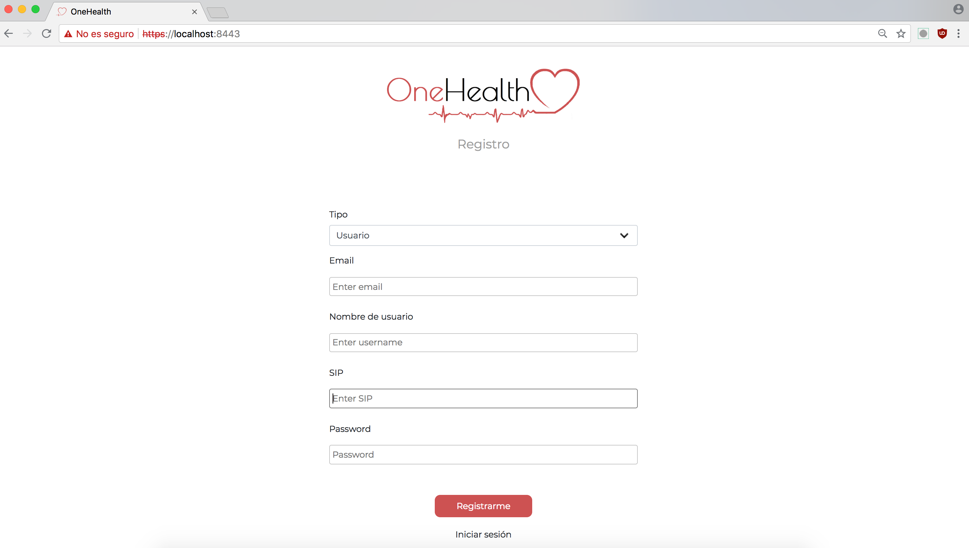 OneHealth
No es seguro https://localhost:8443
OneHealth
Registro
Tipo
Usuario
Email
Enter email
Nombre de usuario
Enter username
SIP
Enter SIP
Password
Password
Registrarme
Iniciar sesión